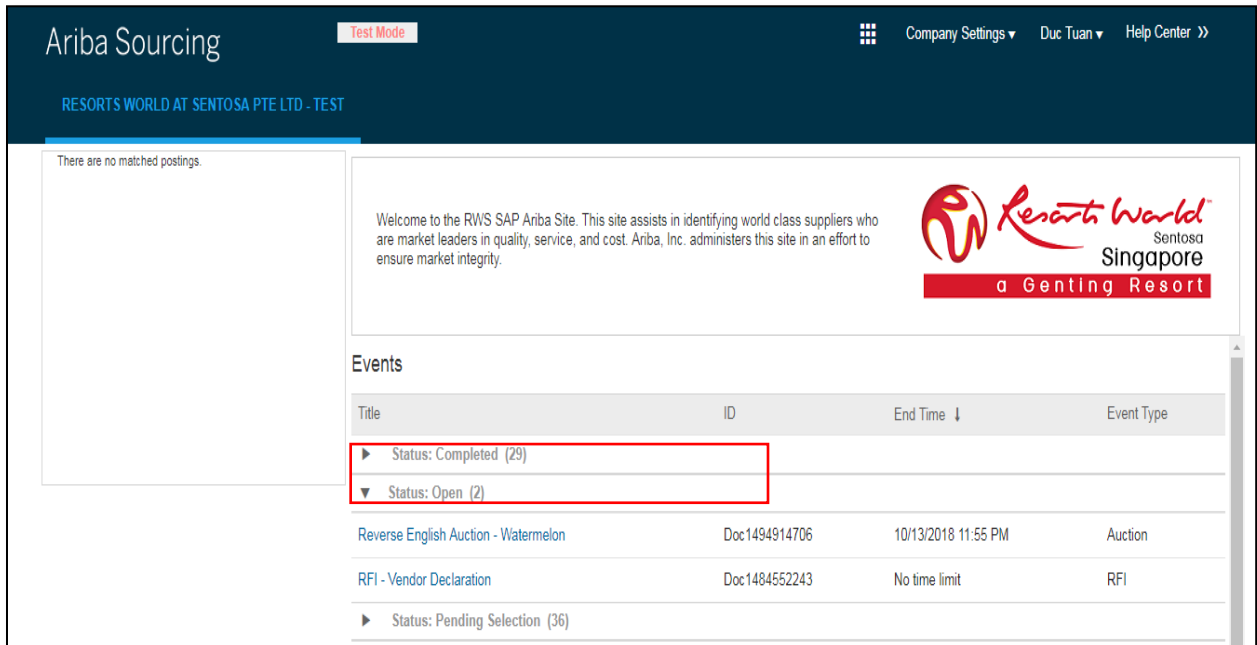 Ariba Sourcing
Test Mode
Company Settings ▾
Duc Tuan ▾
Help Center »
RESORTS WORLD AT SENTOSA PTE LTD - TEST
There are no matched postings.
Welcome to the RWS SAP Ariba Site. This site assists in identifying world class suppliers who
are market leaders in quality, service, and cost. Ariba, Inc. administers this site in an effort to
ensure market integrity.
Resorts World
Sentosa
Singapore
a Genting Resort
Events
Title ID End Time ↓ Event Type
► Status: Completed (29)
▼ Status: Open (2)
Reverse English Auction - Watermelon Doc1494914706 10/13/2018 11:55 PM Auction
RFI - Vendor Declaration Doc1484552243 No time limit RFI
► Status: Pending Selection (36)